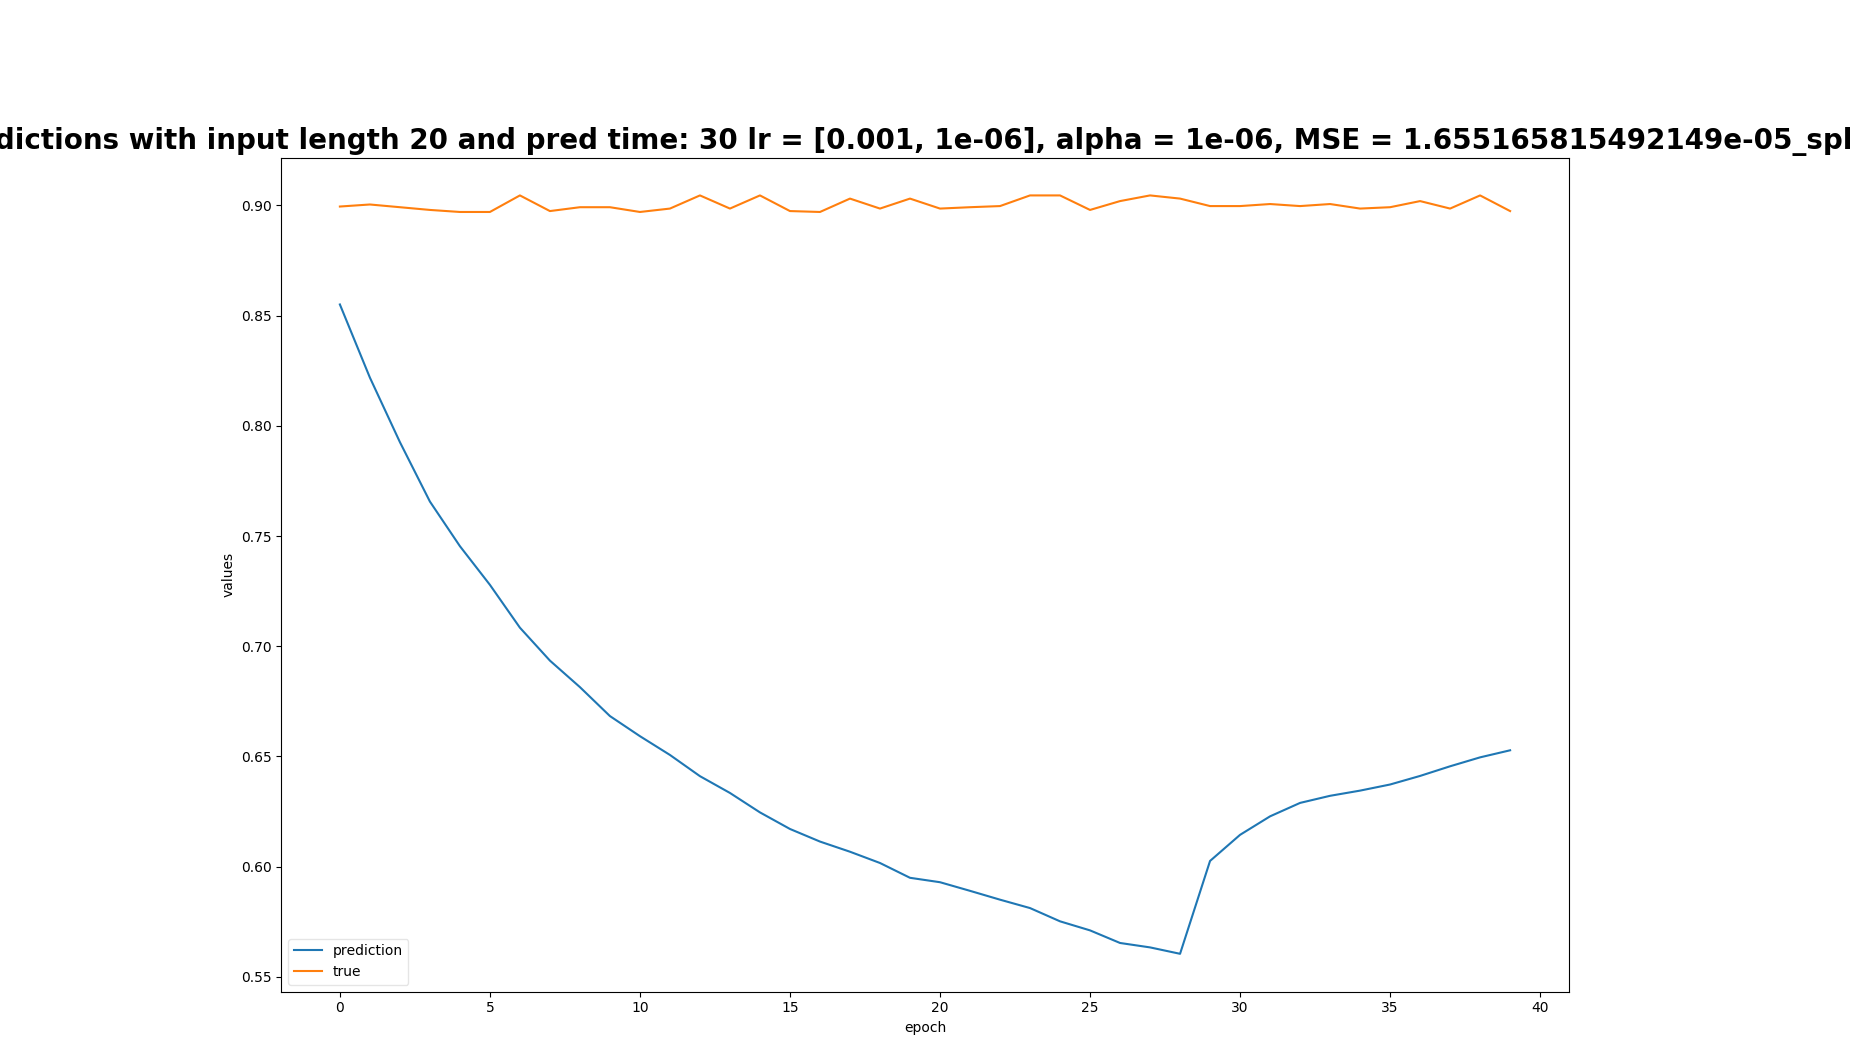 dictions with input length 20 and pred time: 30 lr = [0.001, 1e-06], alpha = 1e-06, MSE = 1.655165815492149e-05_spl
0.90
0.85
0.80
0.75
0.70
0.65
0.60
0.55
values
prediction
true
0 5 10 15 20 25 30 35 40
epoch